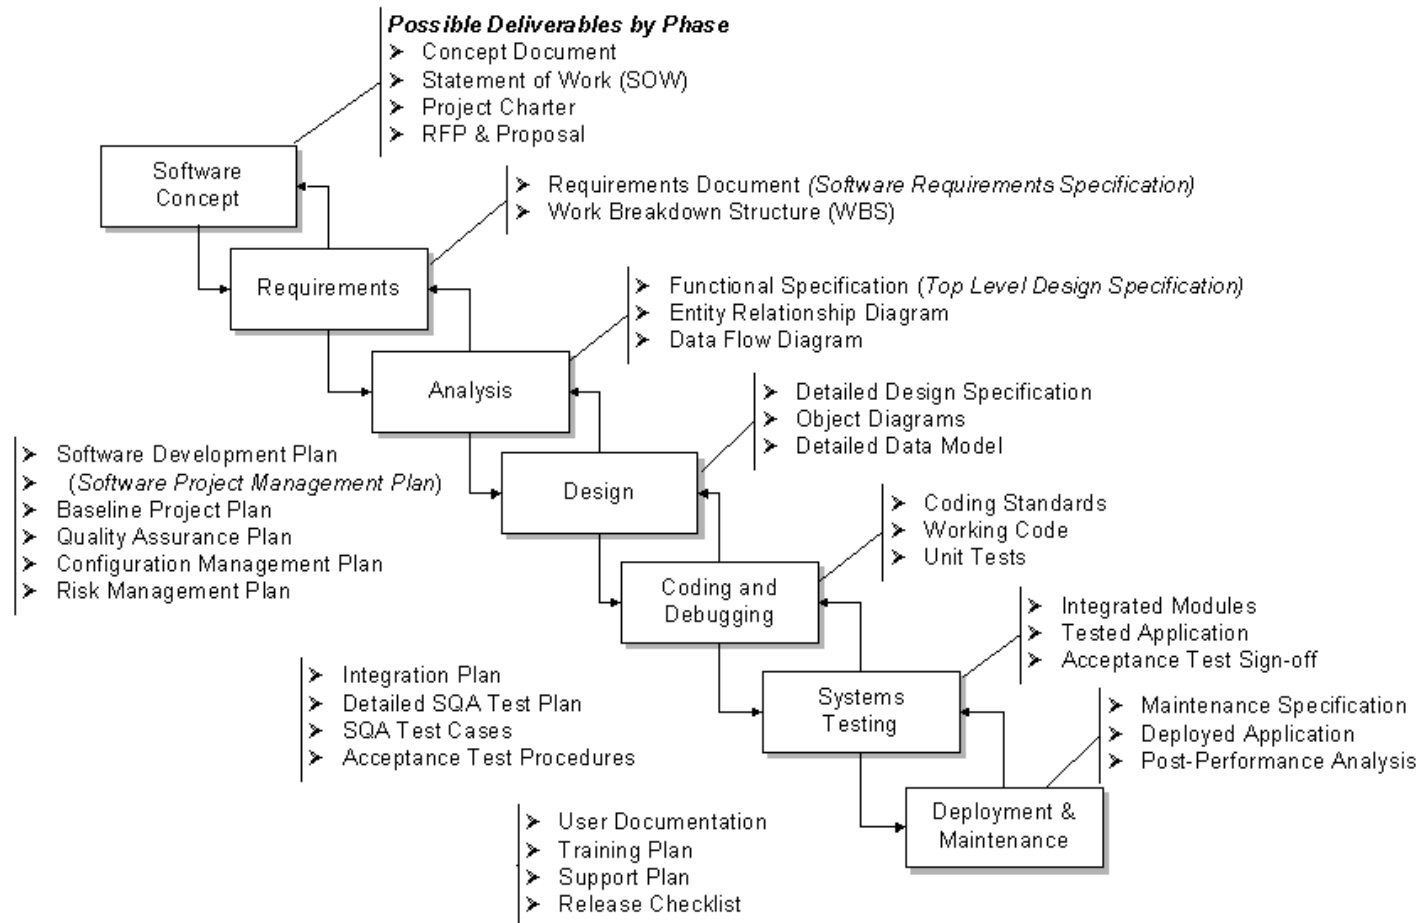 Possible Deliverables by Phase
➢ Concept Document
➢ Statement of Work (SOW)
➢ Project Charter
➢ RFP & Proposal
Software
Concept
➢ Requirements Document (Software Requirements Specification)
➢ Work Breakdown Structure (WBS)
Requirements
➢ Functional Specification (Top Level Design Specification)
➢ Entity Relationship Diagram
➢ Data Flow Diagram
Analysis
➢ Detailed Design Specification
➢ Object Diagrams
➢ Detailed Data Model
➢ Software Development Plan
➢ (Software Project Management Plan)
➢ Baseline Project Plan
➢ Quality Assurance Plan
➢ Configuration Management Plan
➢ Risk Management Plan
Design
➢ Coding Standards
➢ Working Code
➢ Unit Tests
Coding and
Debugging
➢ Integrated Modules
➢ Tested Application
➢ Acceptance Test Sign-off
➢ Integration Plan
➢ Detailed SQA Test Plan
➢ SQA Test Cases
➢ Acceptance Test Procedures
Systems
Testing
➢ Maintenance Specification
➢ Deployed Application
➢ Post-Performance Analysis
Deployment &
Maintenance
➢ User Documentation
➢ Training Plan
➢ Support Plan
➢ Release Checklist